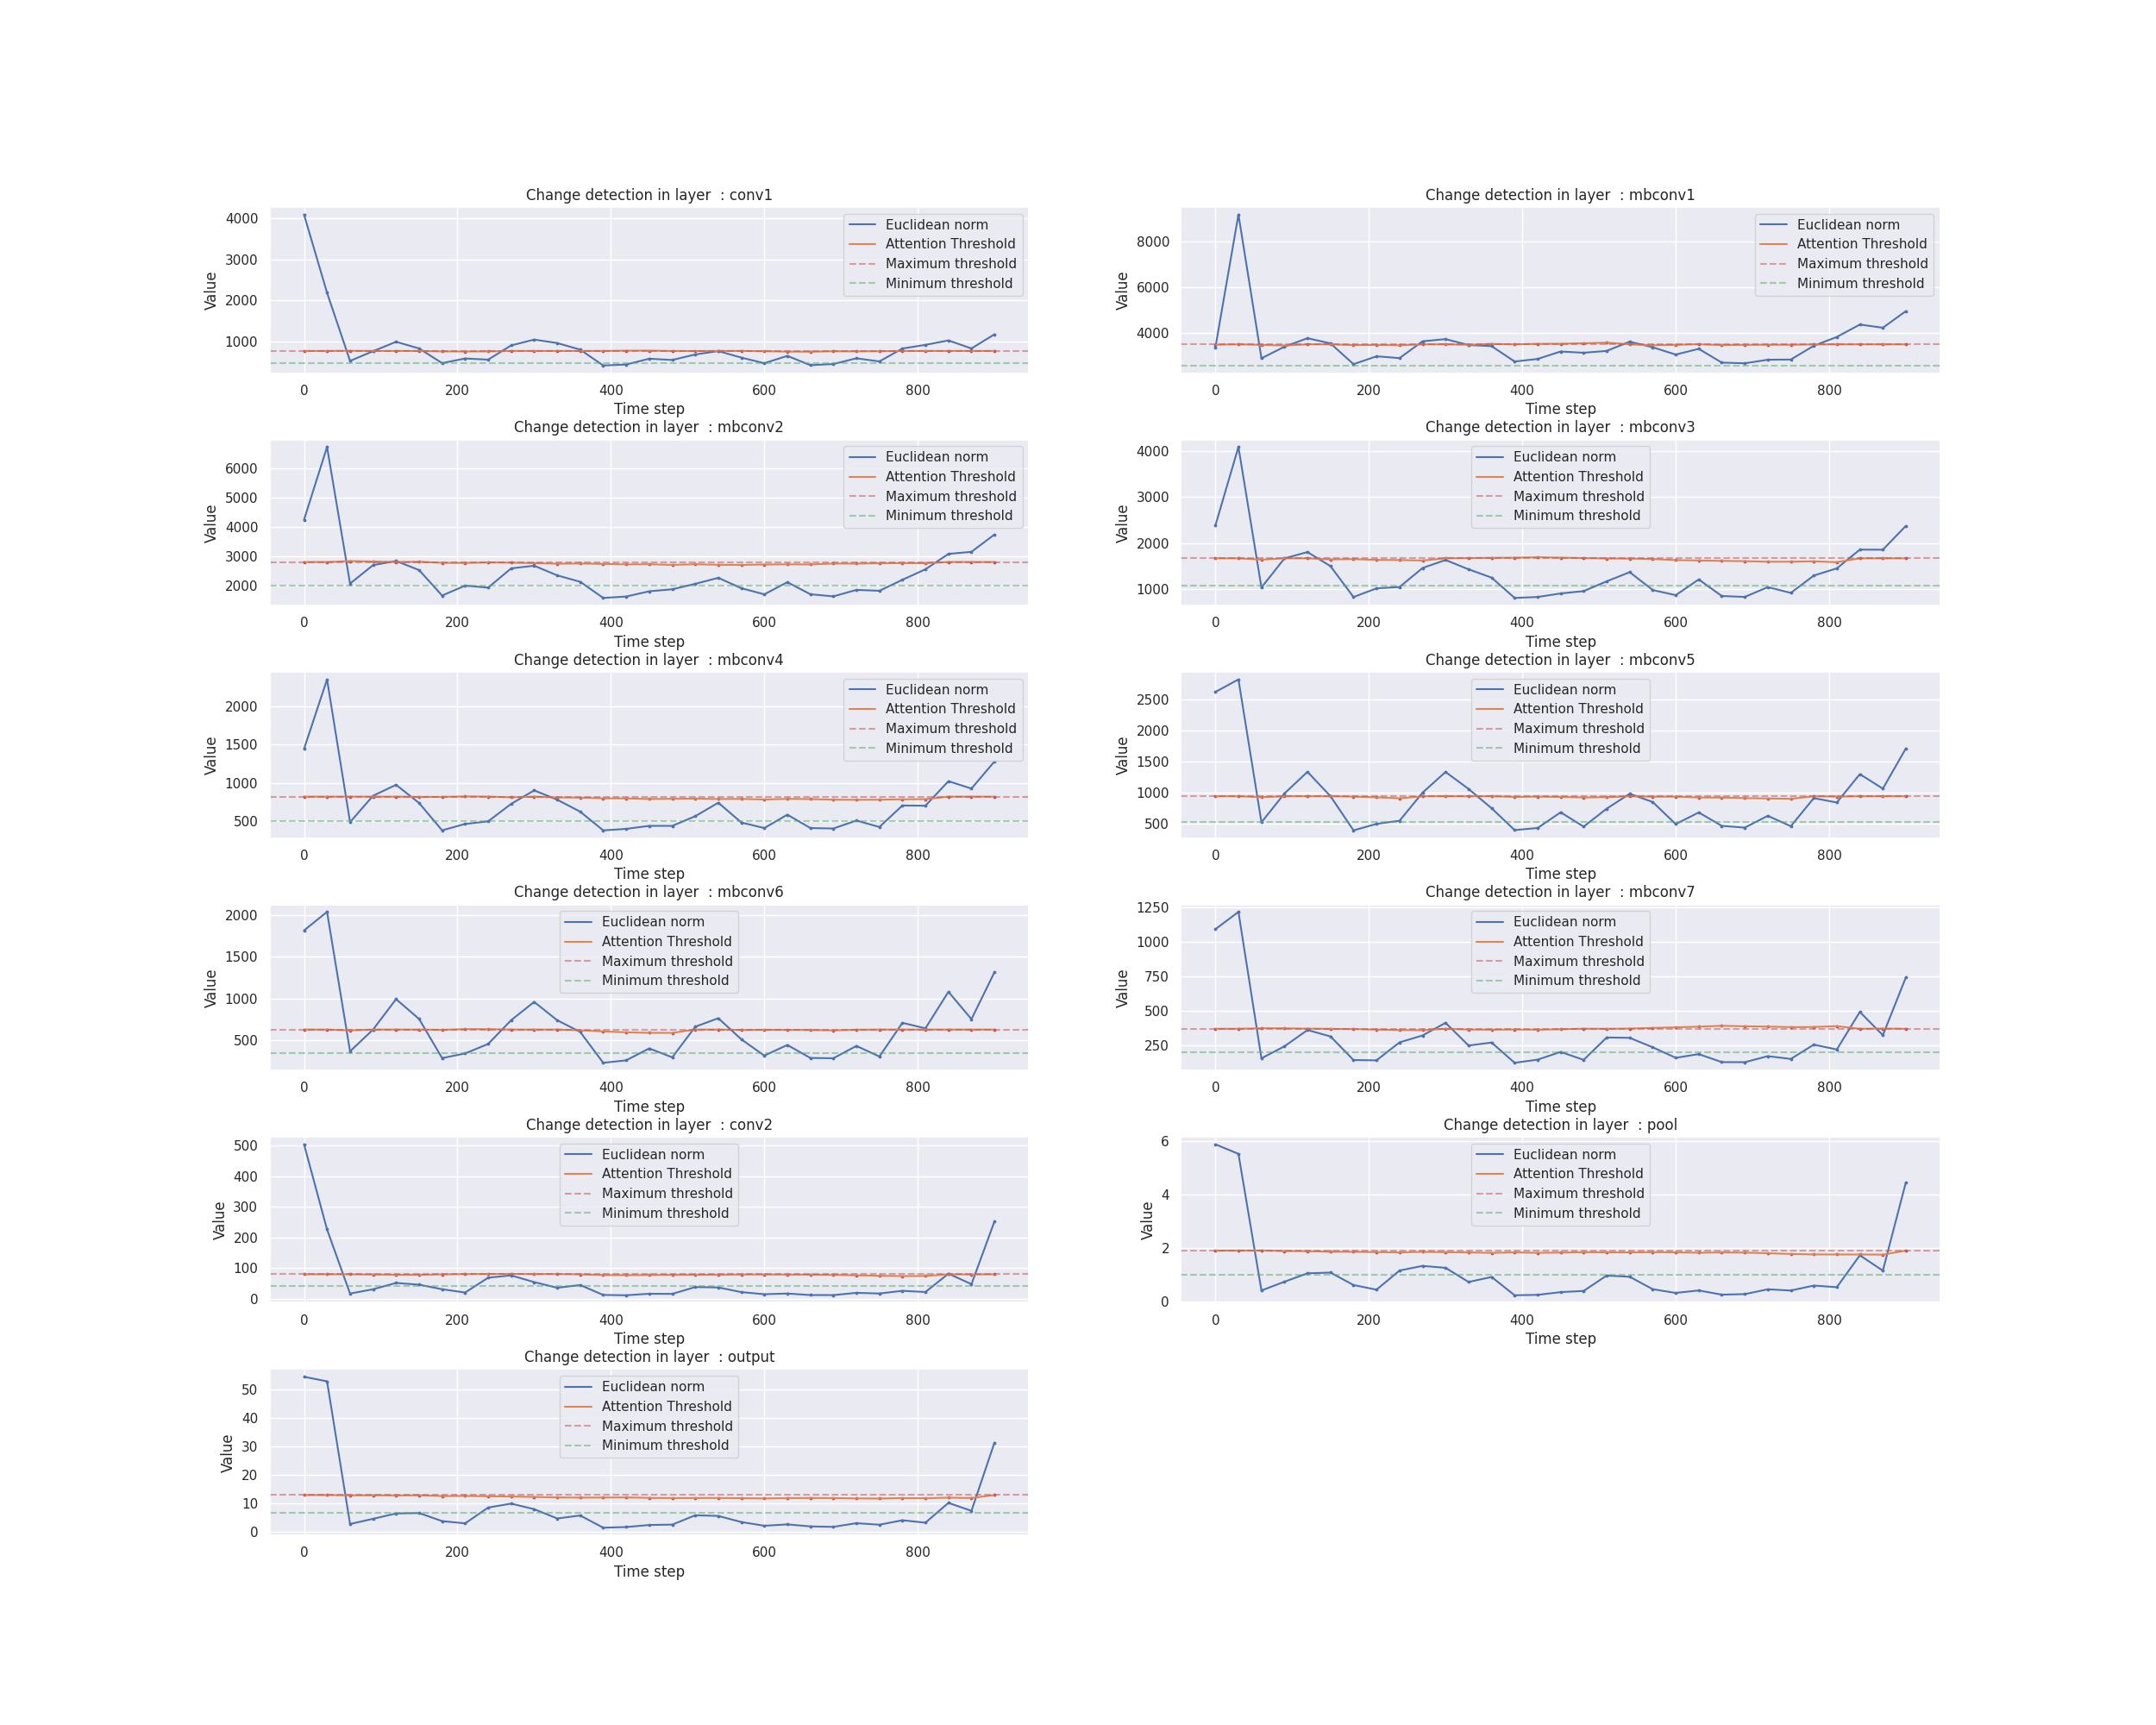 Change detection in layer  : conv1
4000
3000
2000
1000
Value
0 200 400 600 800
Time step
Euclidean norm
Attention Threshold
Maximum threshold
Minimum threshold
Change detection in layer  : mbconv1
8000
6000
4000
Value
0 200 400 600 800
Time step
Euclidean norm
Attention Threshold
Maximum threshold
Minimum threshold
Change detection in layer  : mbconv2
6000
5000
4000
3000
2000
Value
0 200 400 600 800
Time step
Euclidean norm
Attention Threshold
Maximum threshold
Minimum threshold
Change detection in layer  : mbconv3
4000
3000
2000
1000
Value
0 200 400 600 800
Time step
Euclidean norm
Attention Threshold
Maximum threshold
Minimum threshold
Change detection in layer  : mbconv4
2000
1500
1000
500
Value
0 200 400 600 800
Time step
Euclidean norm
Attention Threshold
Maximum threshold
Minimum threshold
Change detection in layer  : mbconv5
2500
2000
1500
1000
500
Value
0 200 400 600 800
Time step
Euclidean norm
Attention Threshold
Maximum threshold
Minimum threshold
Change detection in layer  : mbconv6
2000
1500
1000
500
Value
0 200 400 600 800
Time step
Euclidean norm
Attention Threshold
Maximum threshold
Minimum threshold
Change detection in layer  : mbconv7
1250
1000
750
500
250
Value
0 200 400 600 800
Time step
Euclidean norm
Attention Threshold
Maximum threshold
Minimum threshold
Change detection in layer  : conv2
500
400
300
200
100
0
Value
0 200 400 600 800
Time step
Euclidean norm
Attention Threshold
Maximum threshold
Minimum threshold
Change detection in layer  : pool
6
4
2
0
Value
0 200 400 600 800
Time step
Euclidean norm
Attention Threshold
Maximum threshold
Minimum threshold
Change detection in layer  : output
50
40
30
20
10
0
Value
0 200 400 600 800
Time step
Euclidean norm
Attention Threshold
Maximum threshold
Minimum threshold